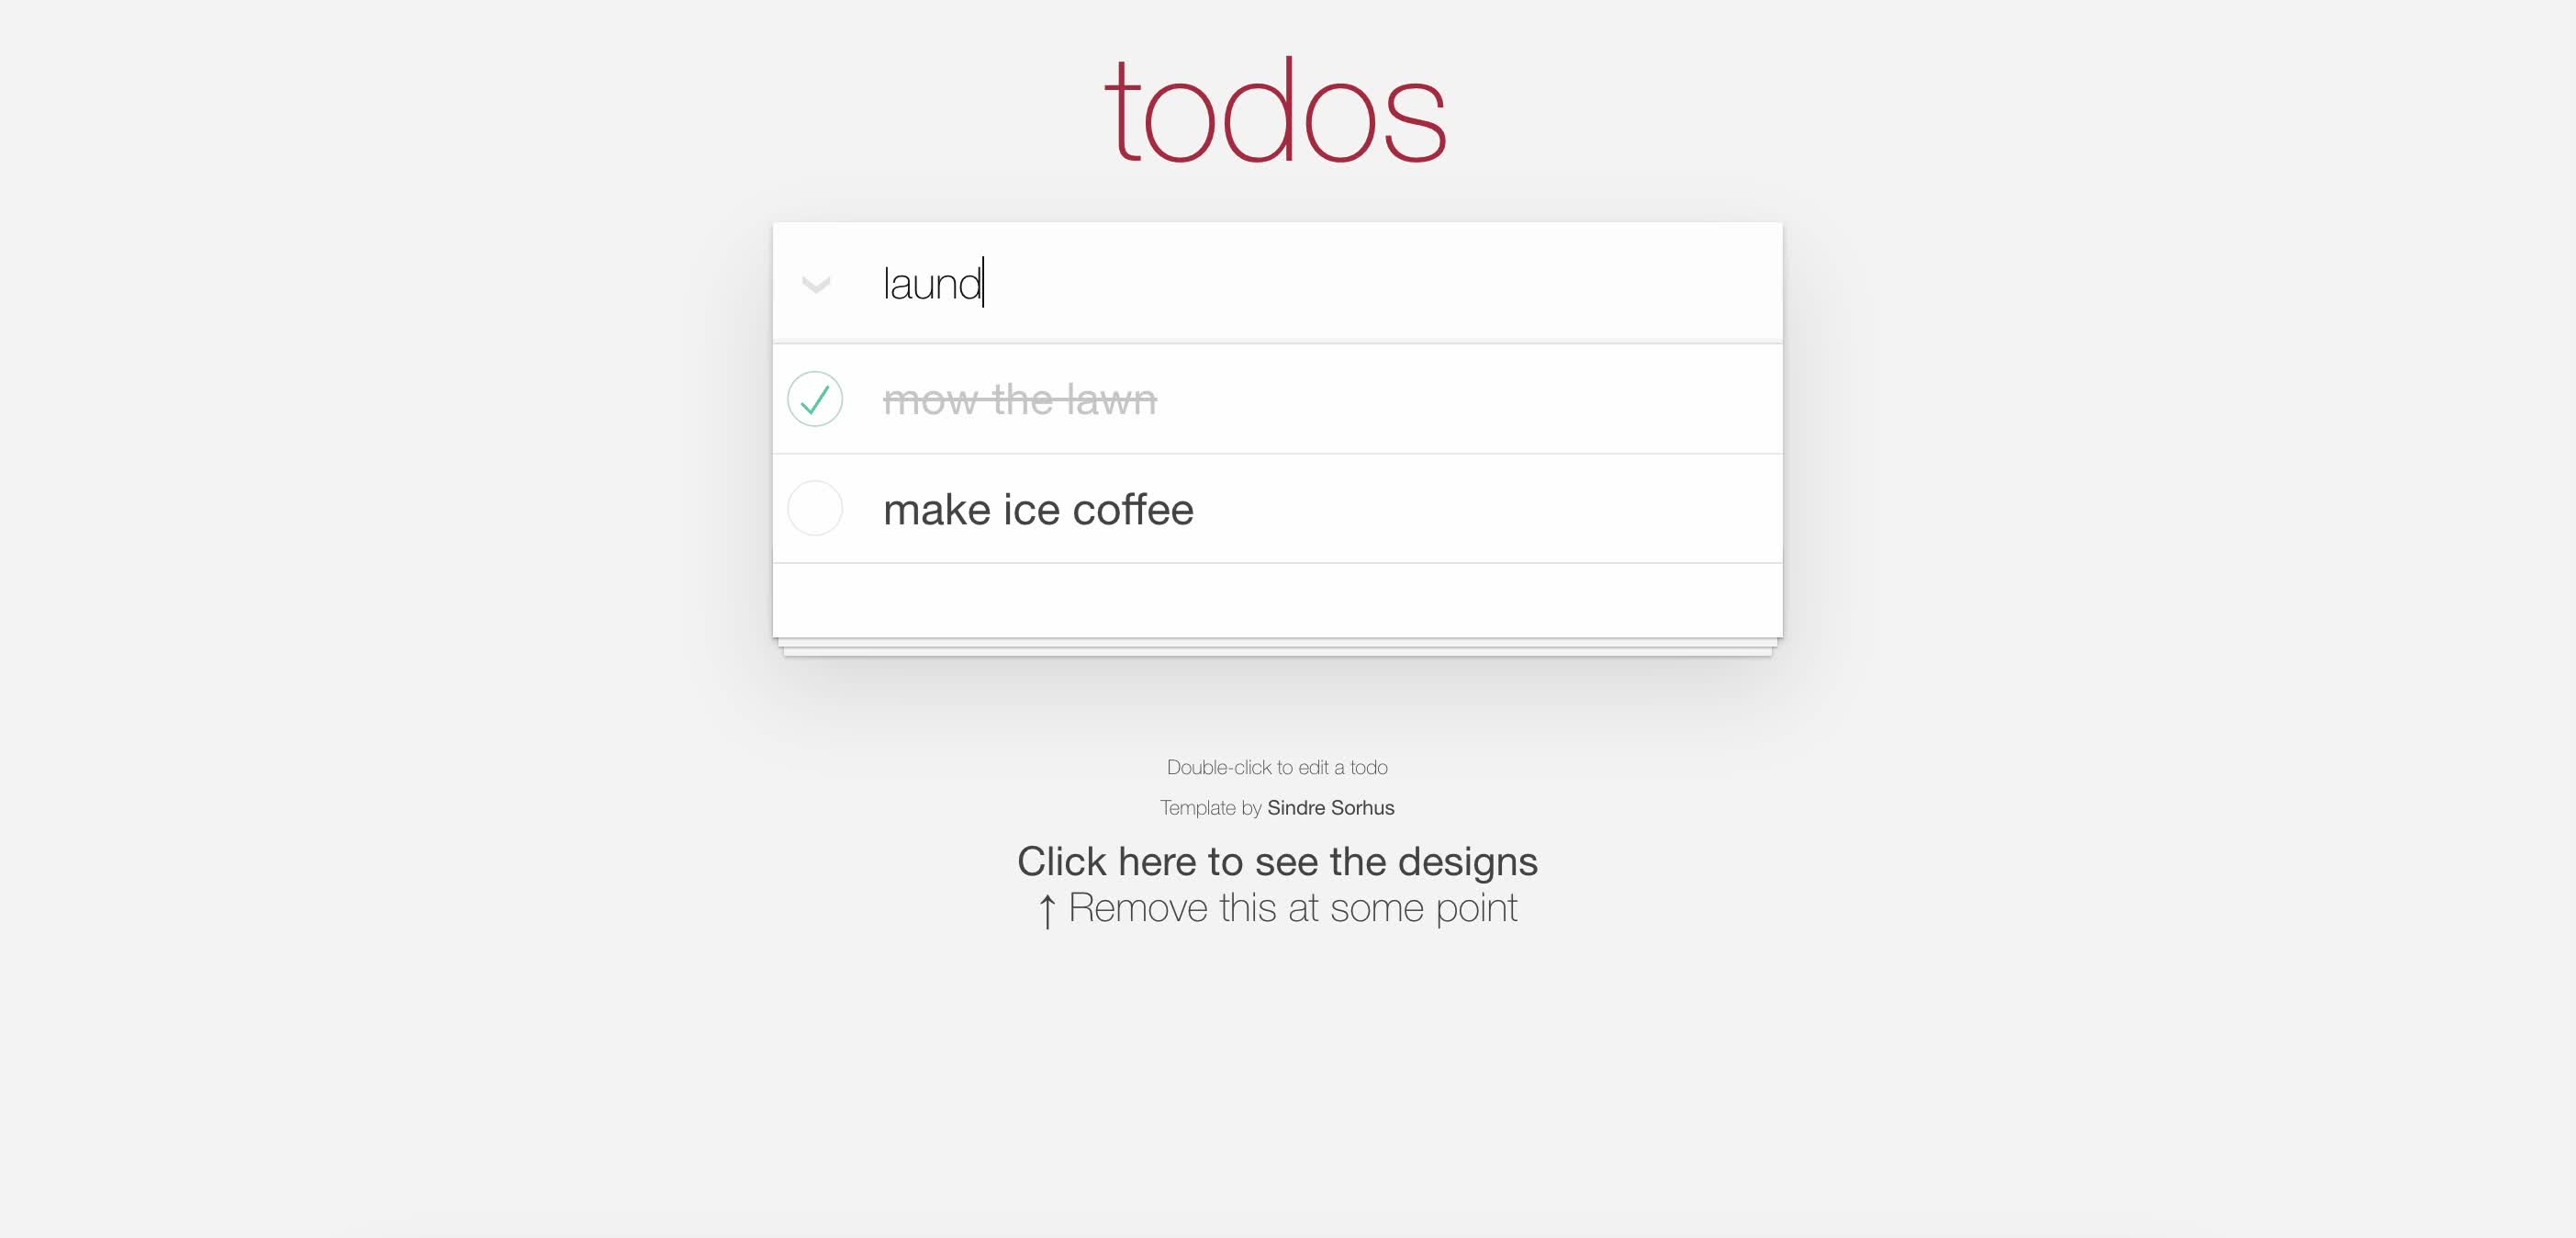 todos
laund
mow the lawn
make ice coffee
Double-click to edit a todo
Template by Sindre Sorhus
Click here to see the designs
↑ Remove this at some point